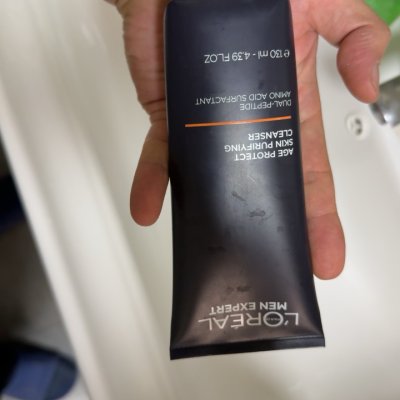 L'ORÉAL
PARIS
MEN EXPERT
AGE PROTECT
SKIN PURIFYING
CLEANSER
DUAL-PEPTIDE
AMINO ACID SURFACTANT
e 130 ml - 4.39 FL.OZ